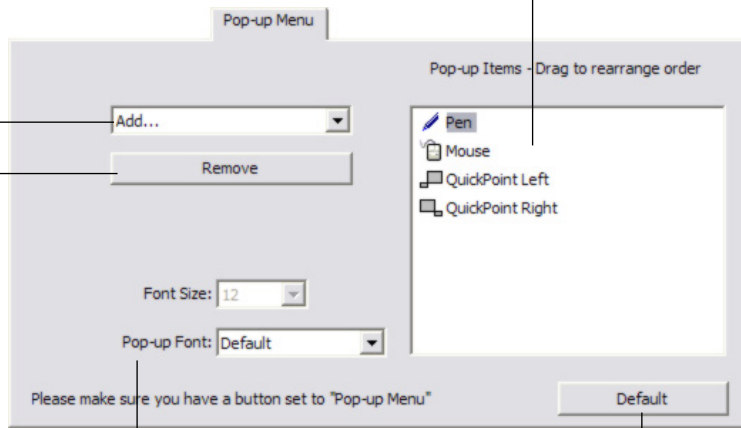 Pop-up Menu
Pop-up Items - Drag to rearrange order
Add...
Remove
Pen
Mouse
QuickPoint Left
QuickPoint Right
Font Size: 12
Pop-up Font: Default
Please make sure you have a button set to "Pop-up Menu"
Default